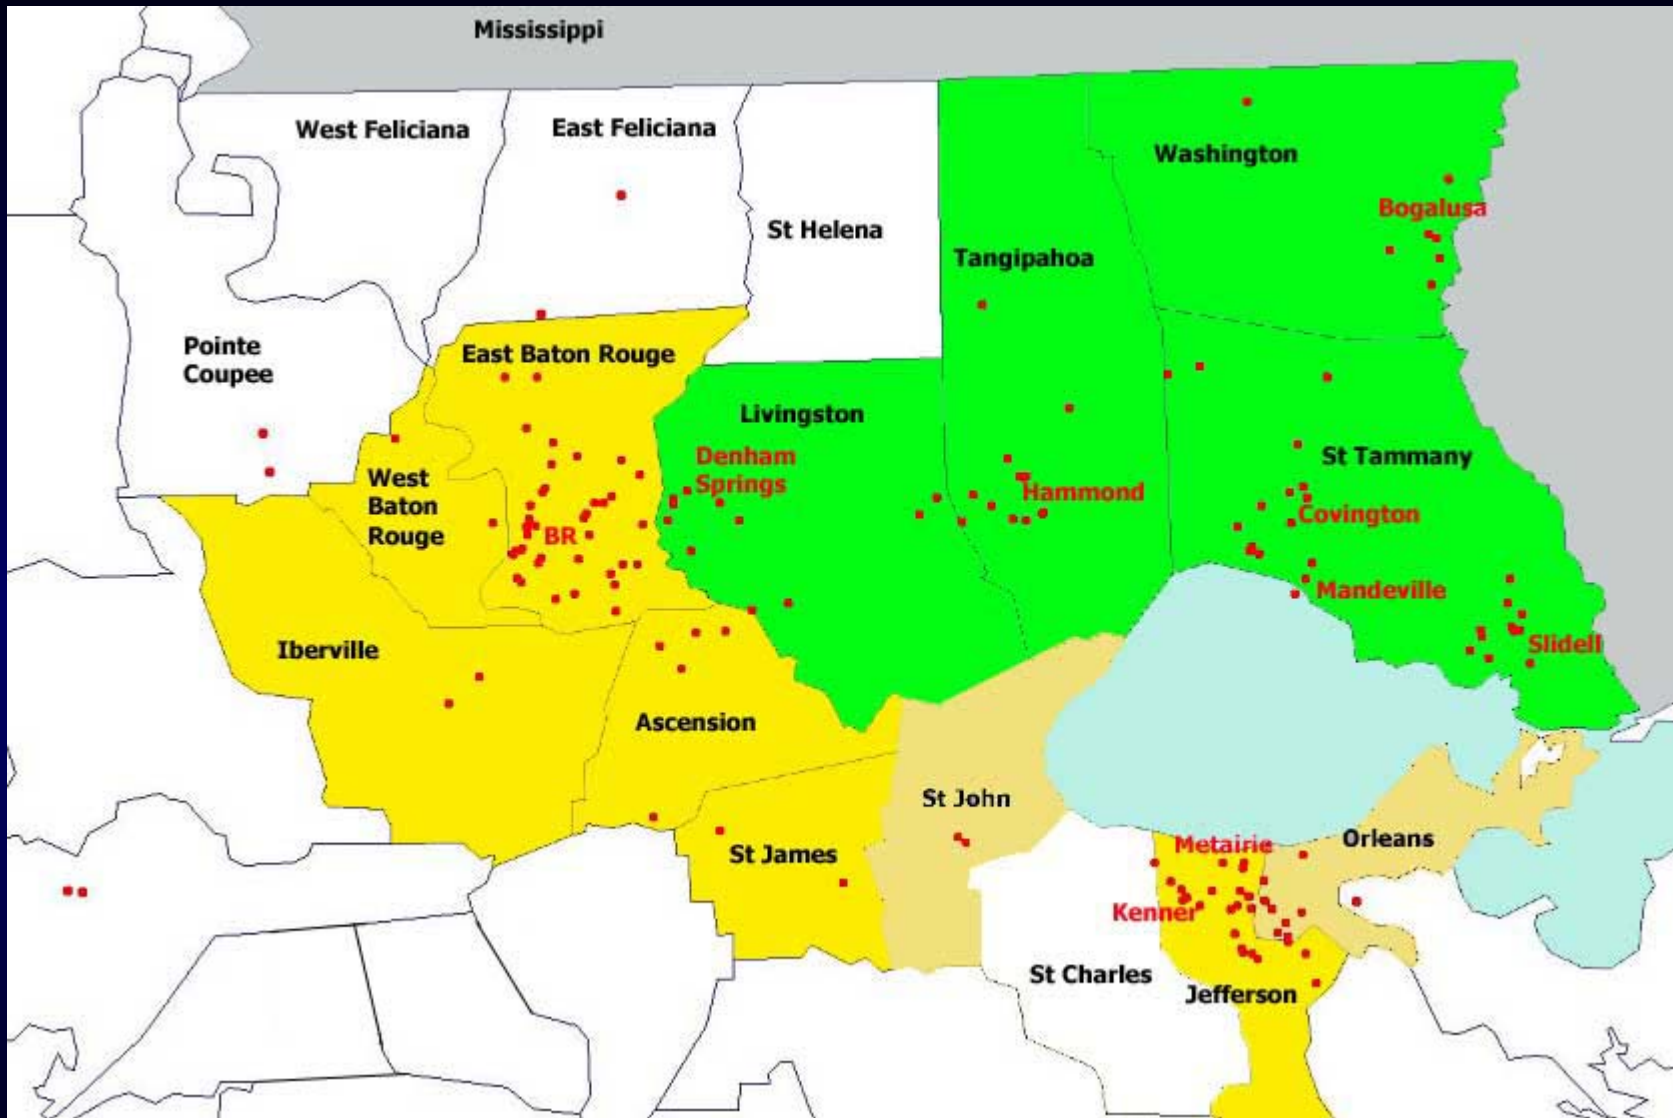 Mississippi
West Feliciana
East Feliciana
Washington
Bogalusa
St Helena
Tangipahoa
Pointe
Coupee
East Baton Rouge
Livingston
Denham
Springs
St Tammany
West
Baton
Rouge
Hammond
Covington
BR
Mandeville
Slidell
Iberville
Ascension
St John
Orleans
Metairie
St James
Kenner
St Charles
Jefferson